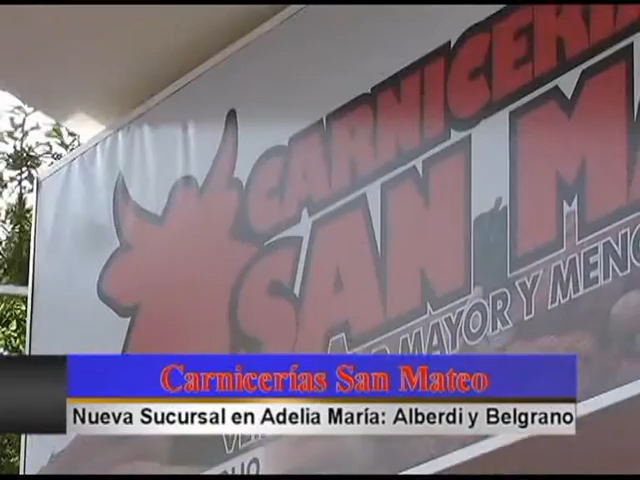 CARNICERÍA
SAN MA
MAYOR Y MENO
Carnicerías San Mateo
Nueva Sucursal en Adelia María: Alberdi y Belgrano